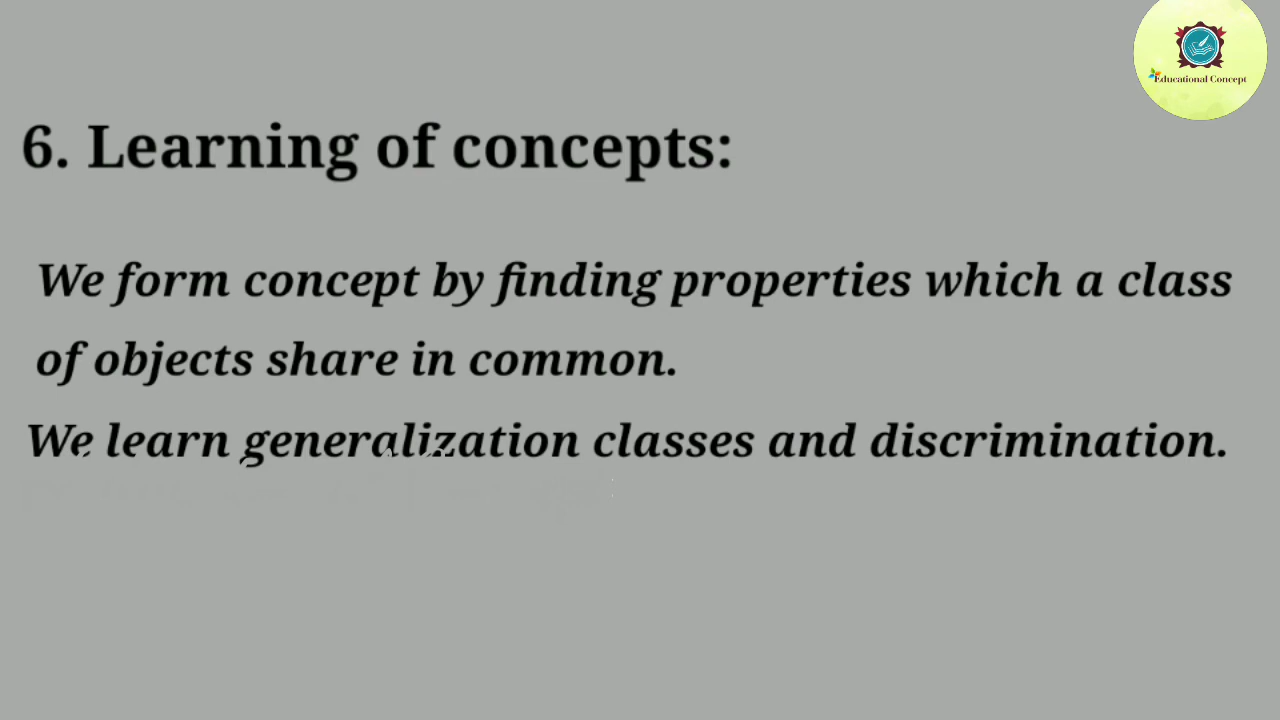 Educational Concept
6. Learning of concepts:
We form concept by finding properties which a class
of objects share in common.
We learn generalization classes and discrimination.